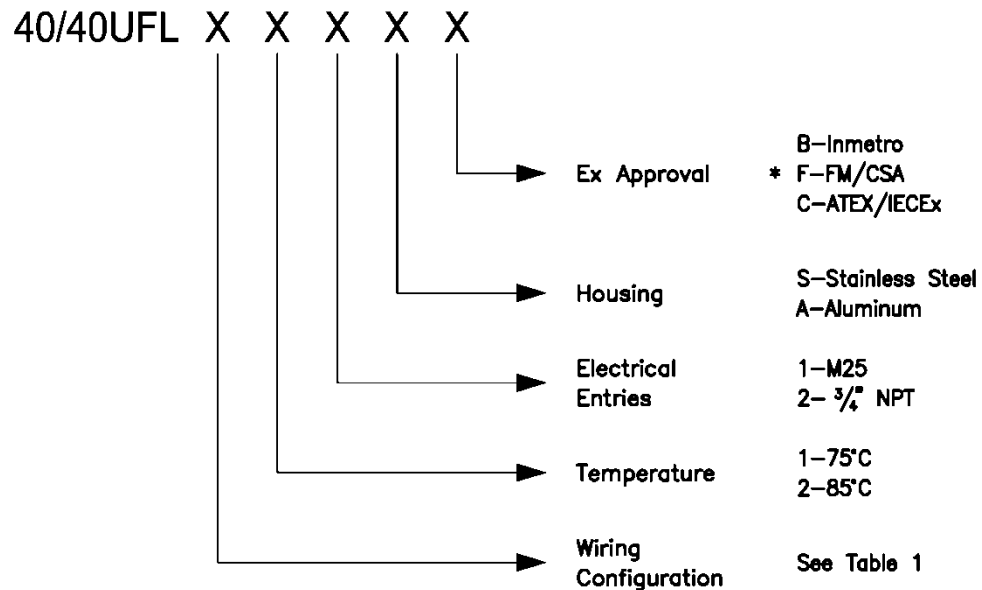 40/40UFL X X X X X
Ex Approval
B-Inmetro
* F-FM/CSA
C-ATEX/IECEx
Housing
S-Stainless Steel
A-Aluminum
Electrical
Entries
1-M25
2- 3/4" NPT
Temperature
1-75°C
2-85°C
Wiring
Configuration
See Table 1